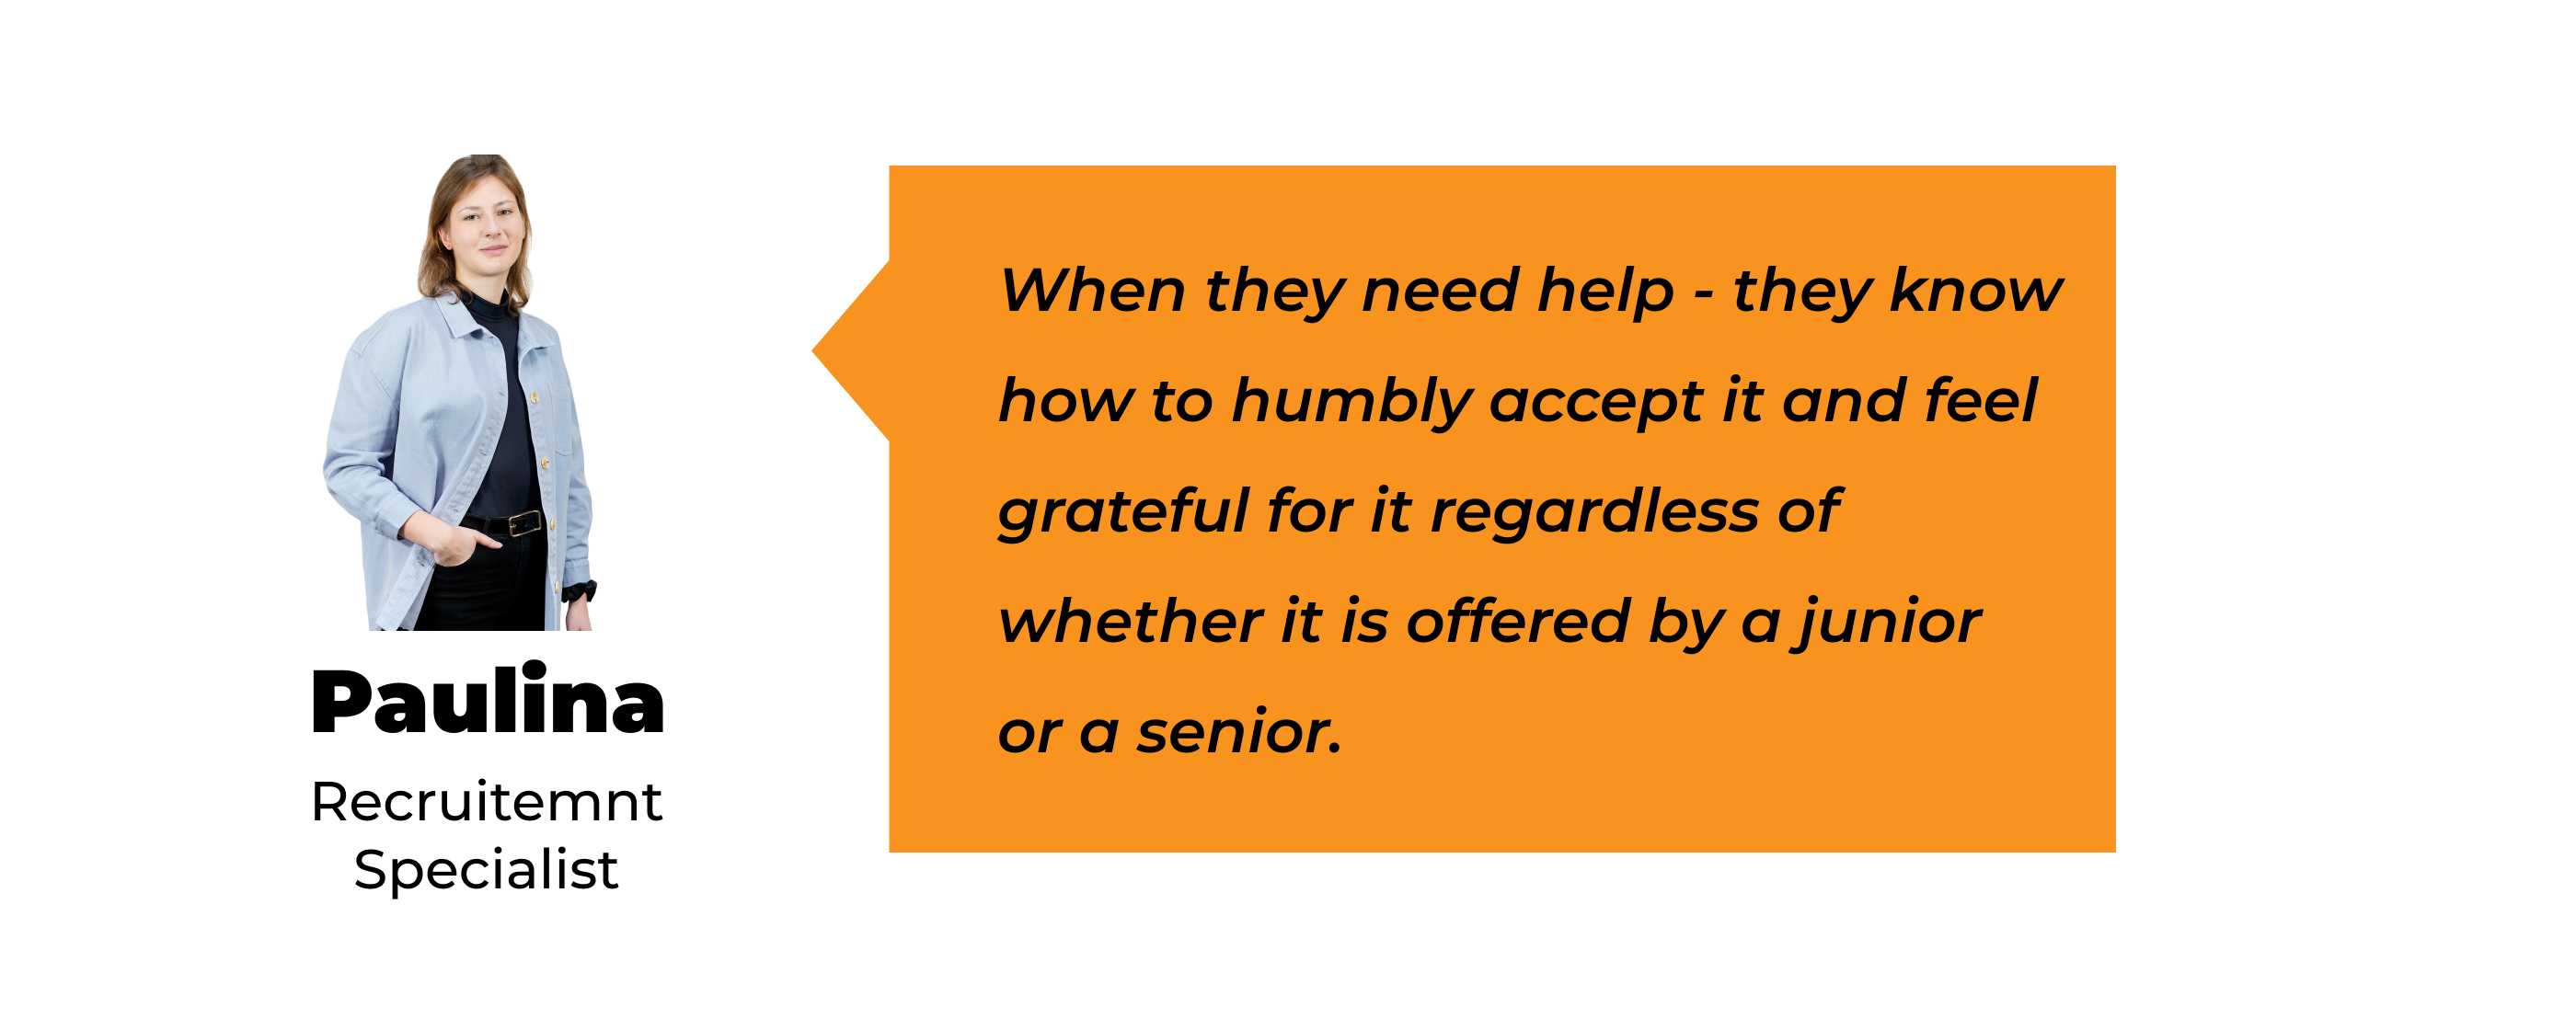 Paulina
Recruitemnt
Specialist
When they need help - they know
how to humbly accept it and feel
grateful for it regardless of
whether it is offered by a junior
or a senior.